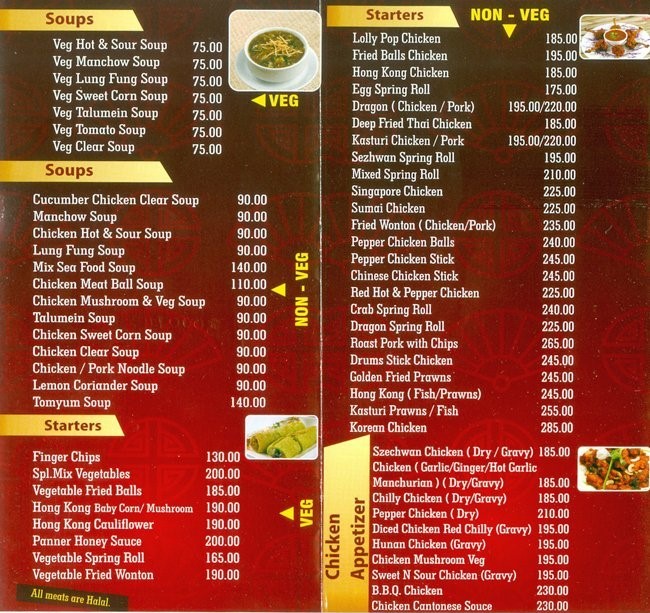 Soups
Veg Hot & Sour Soup 75.00
Veg Manchow Soup 75.00
Veg Lung Fung Soup 75.00
Veg Sweet Corn Soup 75.00
Veg Talumein Soup 75.00
Veg Tomato Soup 75.00
Veg Clear Soup 75.00
VEG
Soups
Cucumber Chicken Clear Soup 90.00
Manchow Soup 90.00
Chicken Hot & Sour Soup 90.00
Lung Fung Soup 90.00
Mix Sea Food Soup 140.00
Chicken Meat Ball Soup 110.00
Chicken Mushroom & Veg Soup 90.00
Talumein Soup 90.00
Chicken Sweet Corn Soup 90.00
Chicken Clear Soup 90.00
Chicken / Pork Noodle Soup 90.00
Lemon Coriander Soup 90.00
Tomyum Soup 140.00
NON - VEG
Starters
Finger Chips 130.00
Spl.Mix Vegetables 200.00
Vegetable Fried Balls 185.00
Hong Kong Baby Corn/ Mushroom 190.00
Hong Kong Cauliflower 190.00
Panner Honey Sauce 200.00
Vegetable Spring Roll 165.00
Vegetable Fried Wonton 190.00
VEG
All meats are Halal.
Starters NON - VEG
Lolly Pop Chicken 185.00
Fried Balls Chicken 195.00
Hong Kong Chicken 185.00
Egg Spring Roll 175.00
Dragon ( Chicken / Pork) 195.00/220.00
Deep Fried Thai Chicken 185.00
Kasturi Chicken / Pork 195.00/220.00
Sezhwan Spring Roll 195.00
Mixed Spring Roll 210.00
Singapore Chicken 225.00
Sumai Chicken 225.00
Fried Wonton ( Chicken/Pork) 235.00
Pepper Chicken Balls 240.00
Pepper Chicken Stick 245.00
Chinese Chicken Stick 245.00
Red Hot & Pepper Chicken 225.00
Crab Spring Roll 240.00
Dragon Spring Roll 225.00
Roast Pork with Chips 265.00
Drums Stick Chicken 245.00
Golden Fried Prawns 245.00
Hong Kong ( Fish/Prawns) 245.00
Kasturi Prawns / Fish 255.00
Korean Chicken 285.00
Chicken Appetizer
Szechwan Chicken ( Dry / Gravy) 185.00
Chicken ( Garlic/Ginger/Hot Garlic
Manchurian ) ( Dry/Gravy) 185.00
Chilly Chicken ( Dry/Gravy) 185.00
Pepper Chicken ( Dry) 210.00
Diced Chicken Red Chilly (Gravy) 195.00
Hunan Chicken (Gravy) 195.00
Chicken Mushroom Veg 195.00
Sweet N Sour Chicken (Gravy) 195.00
B.B.Q. Chicken 230.00
Chicken Cantonese Souce 230.00